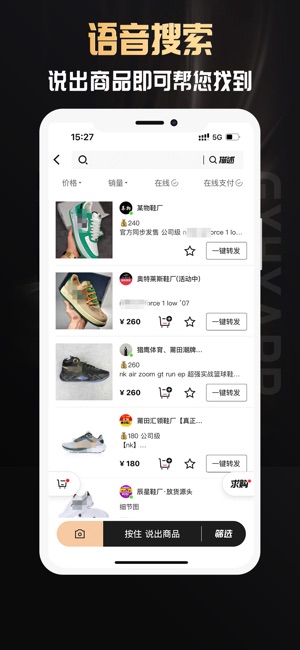 语音搜索
说出商品即可帮您找到
15:27
5G
描述
价格
销量
在线
在线支付
某物鞋厂
💰240
官方同步发售 公司级 n orce 1 lo...
一键转发
奥特莱斯鞋厂(活动中)
orce 1 low `07
¥ 260
一键转发
猎鹰体育、莆田潮牌...
💰260
nk air zoom gt run ep 超强实战篮球鞋...
¥ 260
一键转发
莆田汇领鞋厂【真正...
💰180 公司级
【nk】...
¥ 180
一键转发
辰星鞋厂·放货源头
细节图
求购
按住 说出商品
筛选